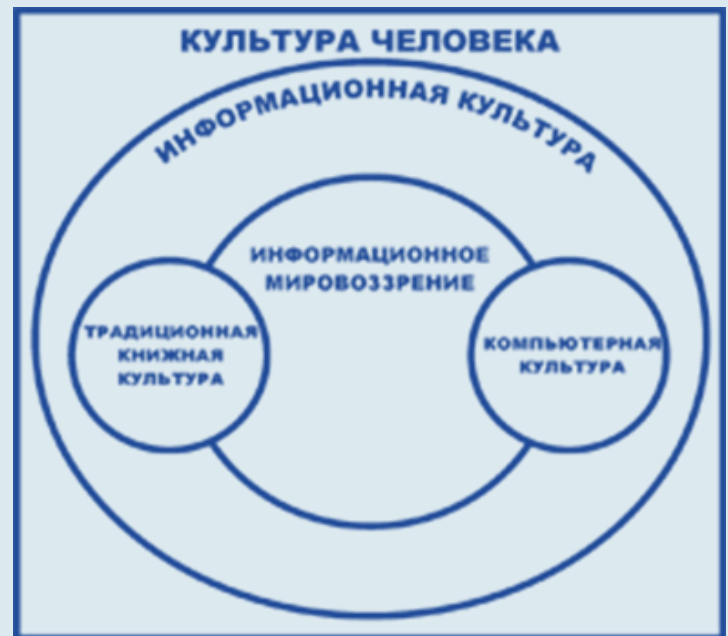 КУЛЬТУРА ЧЕЛОВЕКА
ИНФОРМАЦИОННАЯ КУЛЬТУРА
ИНФОРМАЦИОННОЕ
МИРОВОЗЗРЕНИЕ
ТРАДИЦИОННАЯ
КНИЖНАЯ
КУЛЬТУРА
КОМПЬЮТЕРНАЯ
КУЛЬТУРА